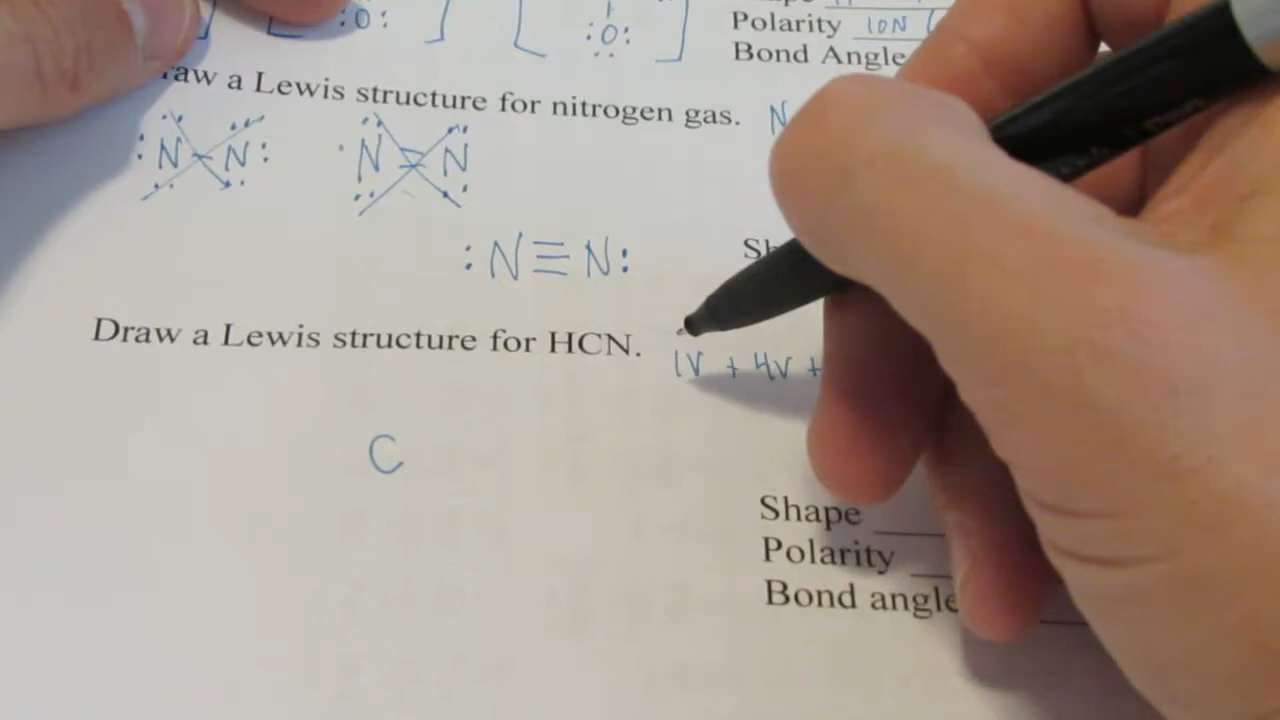 :O: :O:
Polarity ION
Bond Angle
raw a Lewis structure for nitrogen gas. N
:N-N: N=N
:N≡N:
Draw a Lewis structure for HCN.
1V + 4V +
C
Shape
Polarity
Bond angle